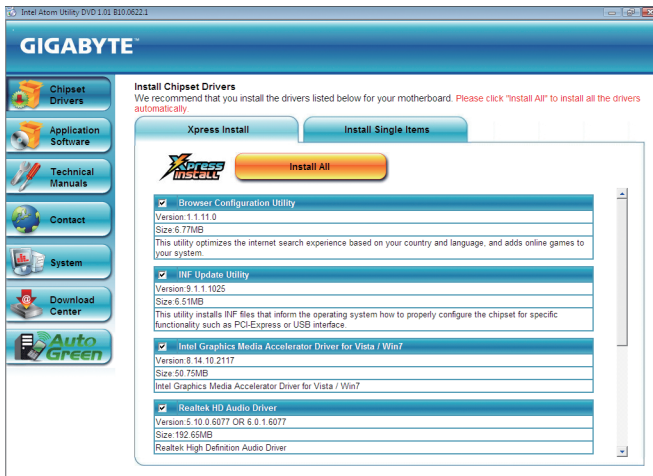 Intel Atom Utility DVD 1.01 B10.0622.1
GIGABYTE™
Chipset
Drivers
Application
Software
Technical
Manuals
Contact
System
Download
Center
Auto
Green
Install Chipset Drivers
We recommend that you install the drivers listed below for your motherboard. Please click "Install All" to install all the drivers
automatically.
Xpress Install
Install Single Items
Xpress
Install
Install All
Browser Configuration Utility
Version:1.1.11.0
Size:6.77MB
This utility optimizes the internet search experience based on your country and language, and adds online games to
your system.
INF Update Utility
Version:9.1.1.1025
Size:6.51MB
This utility installs INF files that inform the operating system how to properly configure the chipset for specific
functionality such as PCI-Express or USB interface.
Intel Graphics Media Accelerator Driver for Vista / Win7
Version:8.14.10.2117
Size:50.75MB
Intel Graphics Media Accelerator Driver for Vista / Win7
Realtek HD Audio Driver
Version:5.10.0.6077 OR 6.0.1.6077
Size:192.65MB
Realtek High Definition Audio Driver